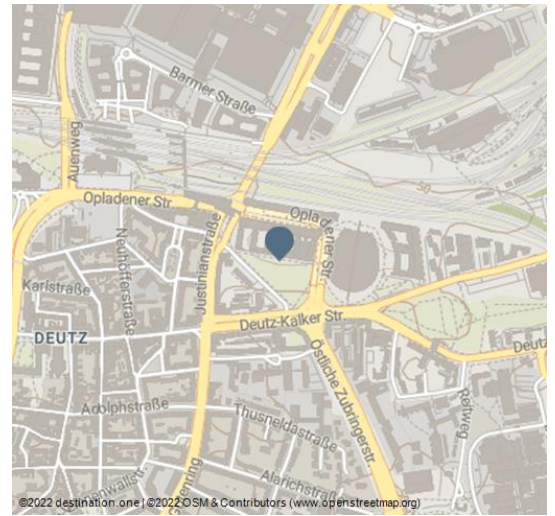 Barmer Straße
Auenweg
30
Opladener Str.
Opladener Str.
Neuhöfferstraße
Justinianstraße
Karlstraße
DEUTZ
Deutz-Kalker Str.
Deutz
Östliche Zubringerstr.
Reitweg
Adolphstraße
Thusneldastraße
Alarichstraße
©2022 destination.one | ©2022 OSM & Contributors (www.openstreetmap.org)